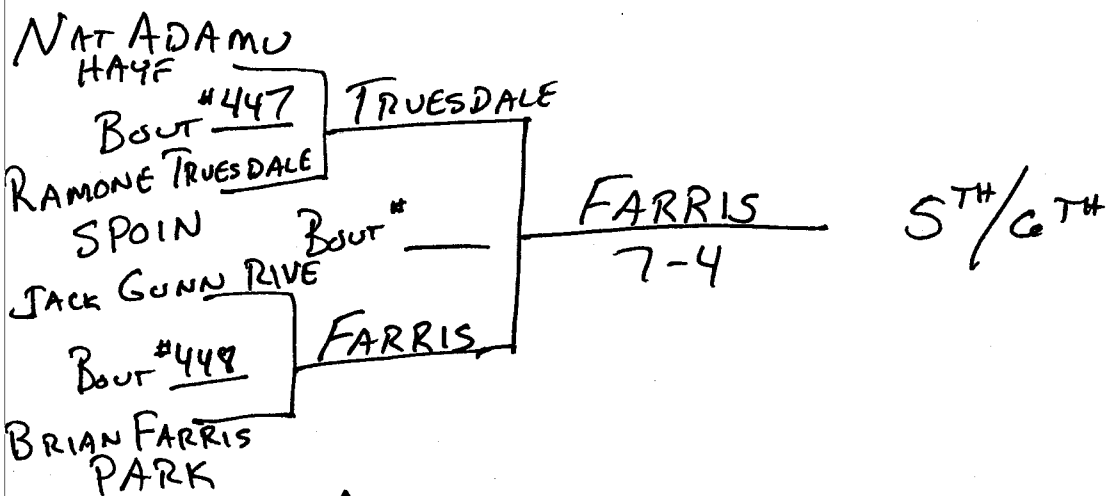 NAT ADAMU
HAYF
BOUT #447
TRUESDALE
RAMONE TRUESDALE
SPOIN
BOUT #
FARRIS
7-4
5TH/6TH
JACK GUNN RIVE
BOUT #448
FARRIS
BRIAN FARRIS
PARK